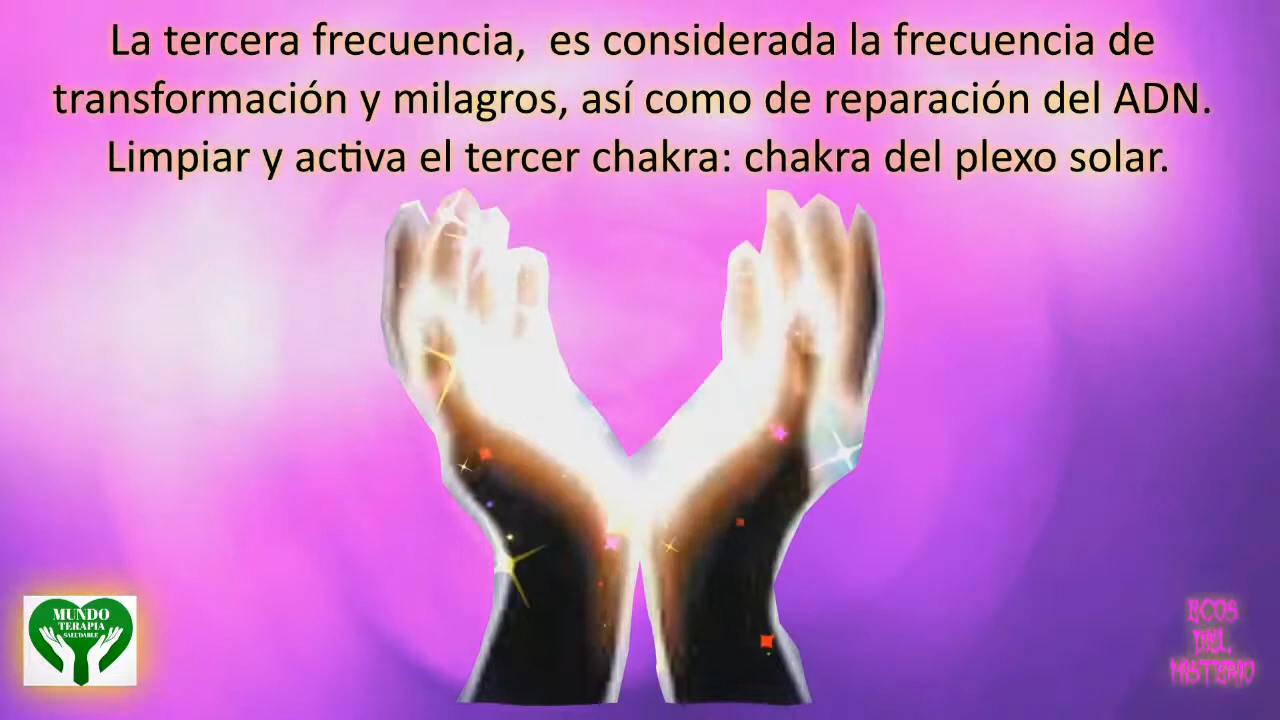 La tercera frecuencia,  es considerada la frecuencia de
transformación y milagros, así como de reparación del ADN.
Limpiar y activa el tercer chakra: chakra del plexo solar.
MUNDO
TERAPIA
SALUDABLE
ECOS
DEL
MISTERIO